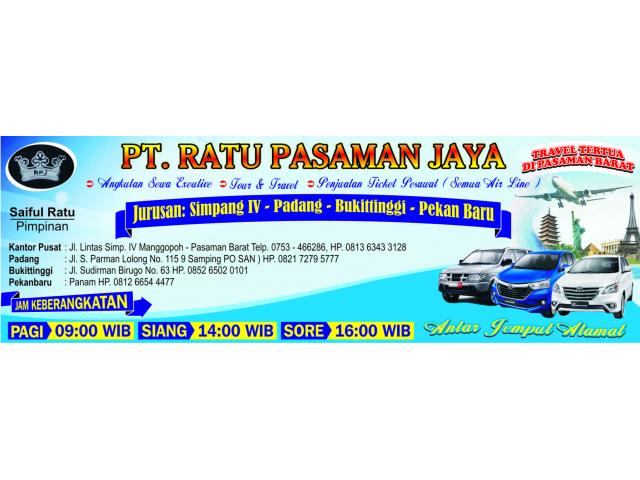 RPJ
PT. RATU PASAMAN JAYA
TRAVEL TERTUA
DI PASAMAN BARAT
Angkutan Sewa Exeutive Tour & Travel Penjualan Ticket Pesawat ( Semua Air Line )
Saiful Ratu
Pimpinan
Jurusan: Simpang IV - Padang - Bukittinggi - Pekan Baru
Kantor Pusat : Jl. Lintas Simp. IV Manggopoh - Pasaman Barat Telp. 0753 - 466286, HP. 0813 6343 3128
Padang : Jl. S. Parman Lolong No. 115 9 Samping PO SAN ) HP. 0821 7279 5777
Bukittinggi : Jl. Sudirman Birugo No. 63 HP. 0852 6502 0101
Pekanbaru : Panam HP. 0812 6654 4477
JAM KEBERANGKATAN
PAGI 09:00 WIB SIANG 14:00 WIB SORE 16:00 WIB
Antar Jemput Alamat